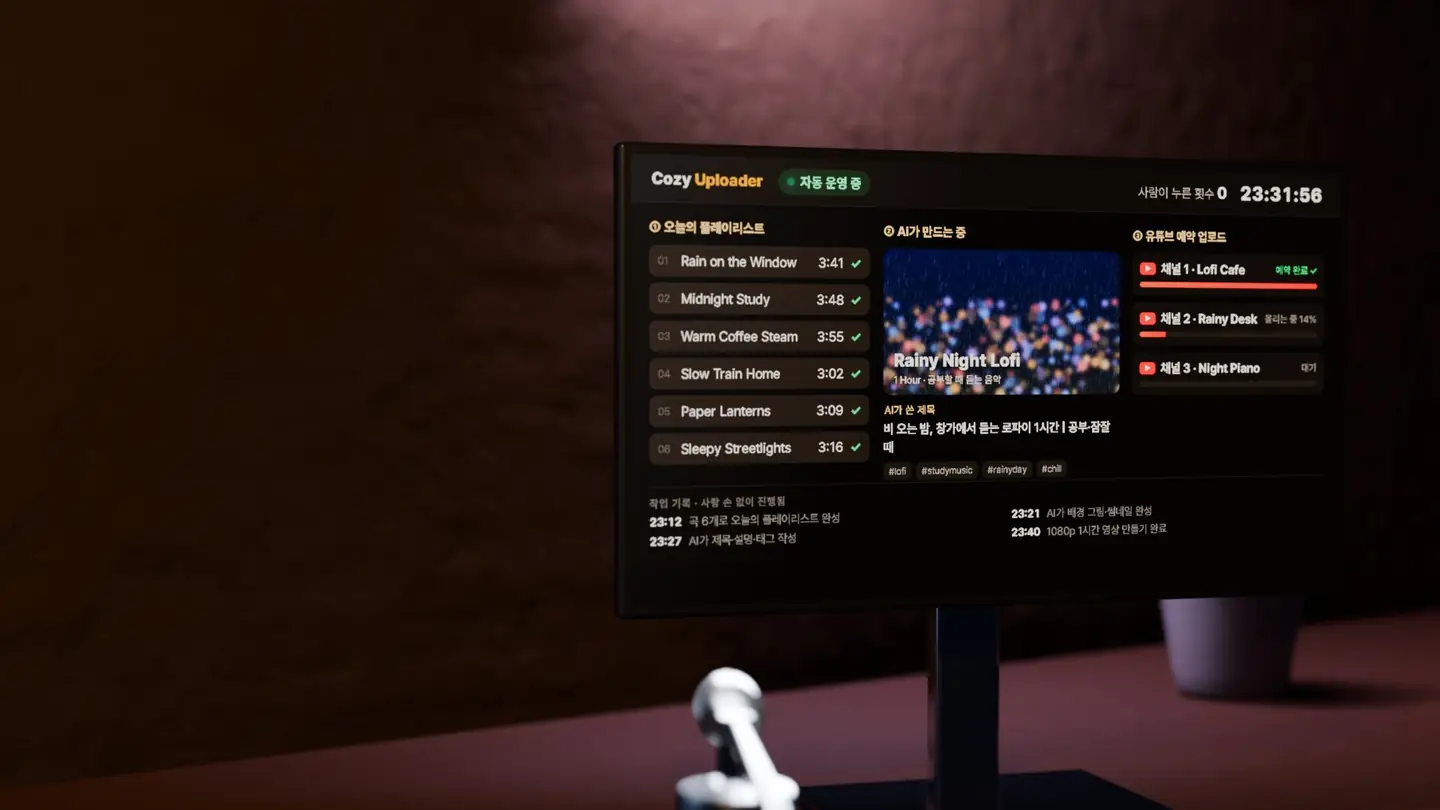 Cozy Uploader
자동 운영 중
사람이 누른 횟수 0 23:31:56
① 오늘의 플레이리스트
01 Rain on the Window 3:41
02 Midnight Study 3:48
03 Warm Coffee Steam 3:55
04 Slow Train Home 3:02
05 Paper Lanterns 3:09
06 Sleepy Streetlights 3:16
② AI가 만드는 중
Rainy Night Lofi
1 Hour · 공부할 때 듣는 음악
AI가 쓴 제목
비 오는 밤, 창가에서 듣는 로파이 1시간 | 공부·잠잘
때
#lofi #studymusic #rainyday #chill
③ 유튜브 예약 업로드
채널 1 · Lofi Cafe 예약 완료
채널 2 · Rainy Desk 올리는 중 14%
채널 3 · Night Piano 대기
작업 기록 · 사람 손 없이 진행됨
23:12 곡 6개로 오늘의 플레이리스트 완성
23:27 AI가 제목·설명·태그 작성
23:21 AI가 배경 그림·썸네일 완성
23:40 1080p 1시간 영상 만들기 완료